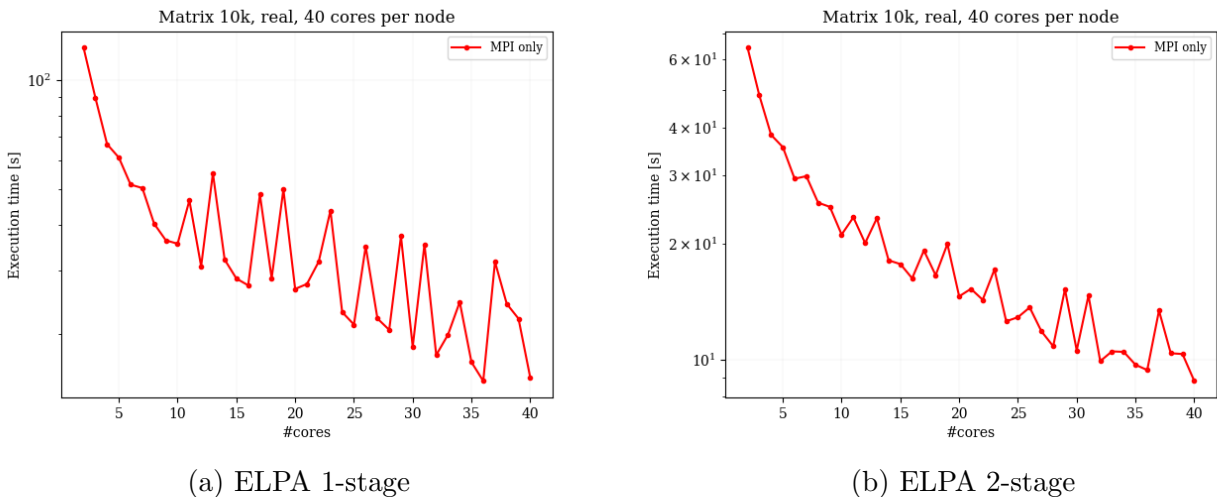 Matrix 10k, real, 40 cores per node
MPI only
10²
Execution time [s]
5 10 15 20 25 30 35 40
#cores
(a) ELPA 1-stage
Matrix 10k, real, 40 cores per node
MPI only
6 × 10¹
4 × 10¹
3 × 10¹
2 × 10¹
10¹
Execution time [s]
5 10 15 20 25 30 35 40
#cores
(b) ELPA 2-stage